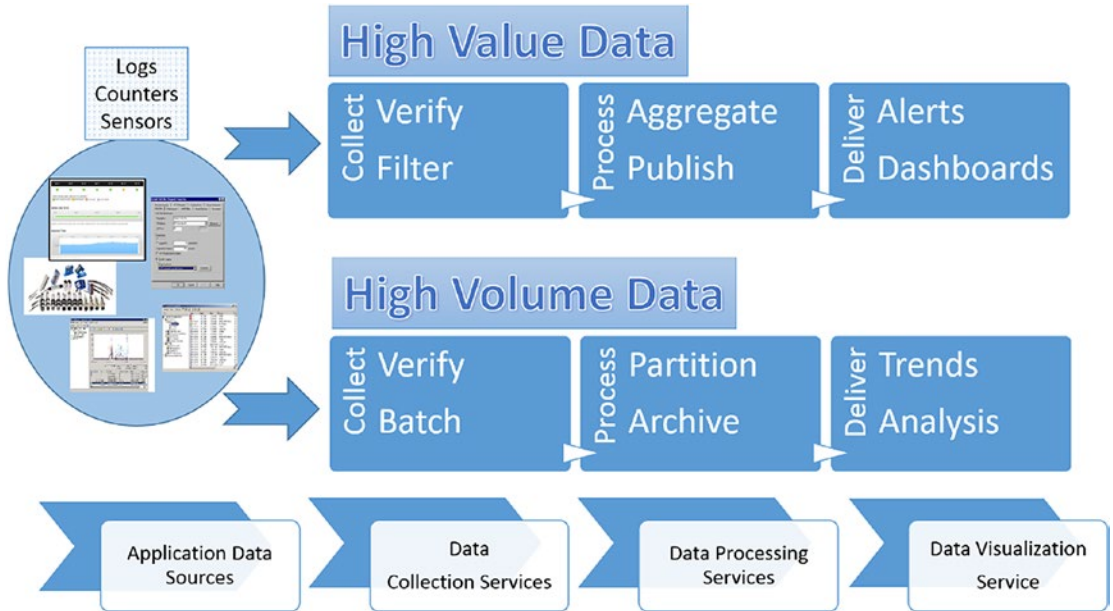 Logs
Counters
Sensors
High Value Data
Collect
Verify
Filter
Process
Aggregate
Publish
Deliver
Alerts
Dashboards
High Volume Data
Collect
Verify
Batch
Process
Partition
Archive
Deliver
Trends
Analysis
Application Data
Sources
Data
Collection Services
Data Processing
Services
Data Visualization
Service